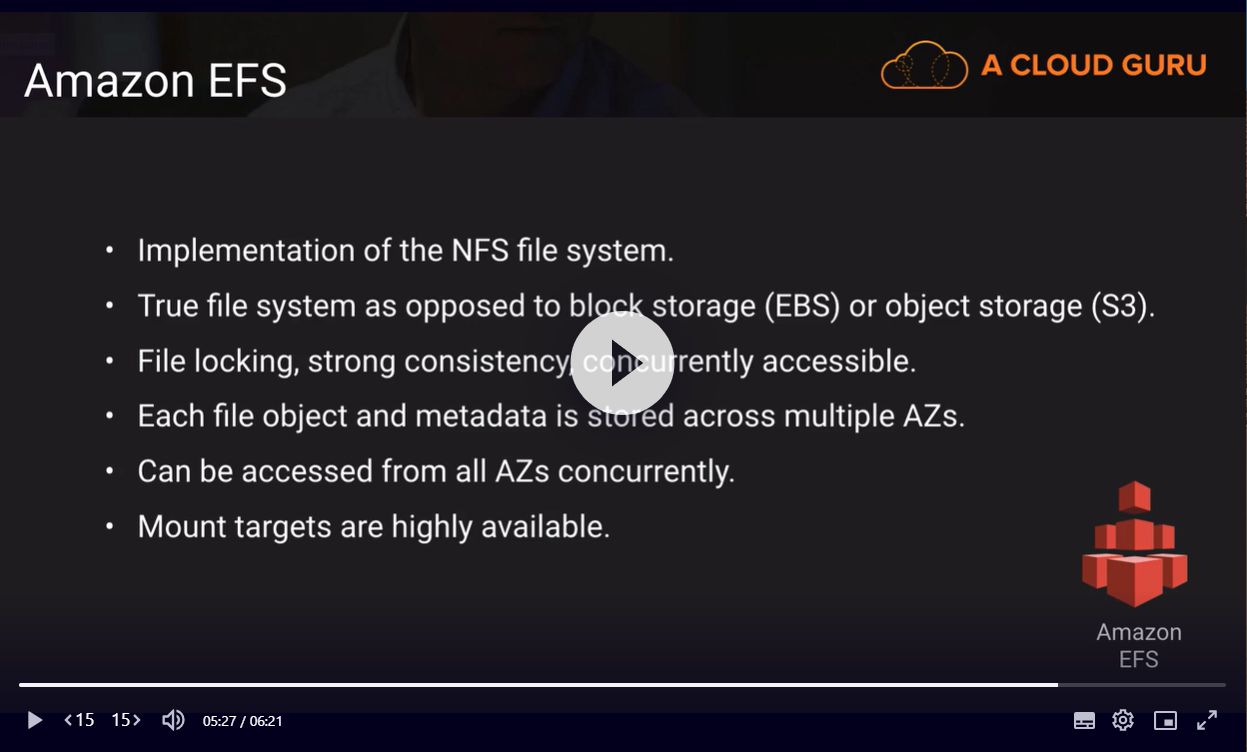 Amazon EFS
A CLOUD GURU
• Implementation of the NFS file system.
• True file system as opposed to block storage (EBS) or object storage (S3).
• File locking, strong consistency, concurrently accessible.
• Each file object and metadata is stored across multiple AZs.
• Can be accessed from all AZs concurrently.
• Mount targets are highly available.
Amazon
EFS
15 15 05:27 / 06:21